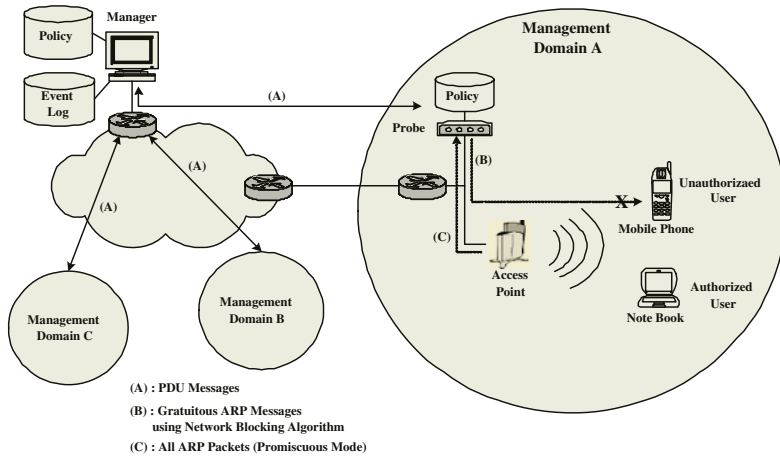 Manager
Policy
Event
Log
(A)
(A)
(A)
Management
Domain C
Management
Domain B
Management
Domain A
Policy
Probe
(B)
(C)
X
Unauthorizaed
User
Mobile Phone
Access
Point
Authorized
User
Note Book
(A) : PDU Messages
(B) : Gratuitous ARP Messages
using Network Blocking Algorithm
(C) : All ARP Packets (Promiscuous Mode)